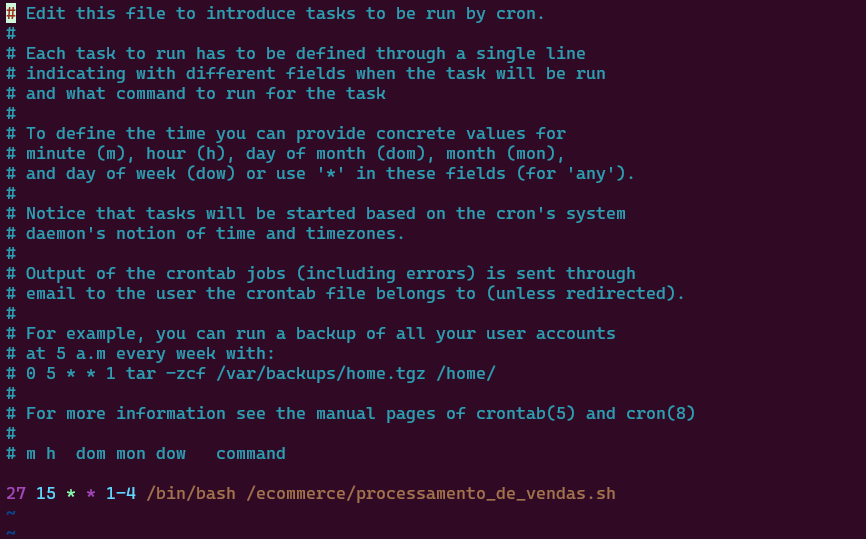 # Edit this file to introduce tasks to be run by cron.
#
# Each task to run has to be defined through a single line
# indicating with different fields when the task will be run
# and what command to run for the task
#
# To define the time you can provide concrete values for
# minute (m), hour (h), day of month (dom), month (mon),
# and day of week (dow) or use '*' in these fields (for 'any').
#
# Notice that tasks will be started based on the cron's system
# daemon's notion of time and timezones.
#
# Output of the crontab jobs (including errors) is sent through
# email to the user the crontab file belongs to (unless redirected).
#
# For example, you can run a backup of all your user accounts
# at 5 a.m every week with:
# 0 5 * * 1 tar -zcf /var/backups/home.tgz /home/
#
# For more information see the manual pages of crontab(5) and cron(8)
#
# m h  dom mon dow   command

27 15 * * 1-4 /bin/bash /ecommerce/processamento_de_vendas.sh
~
~